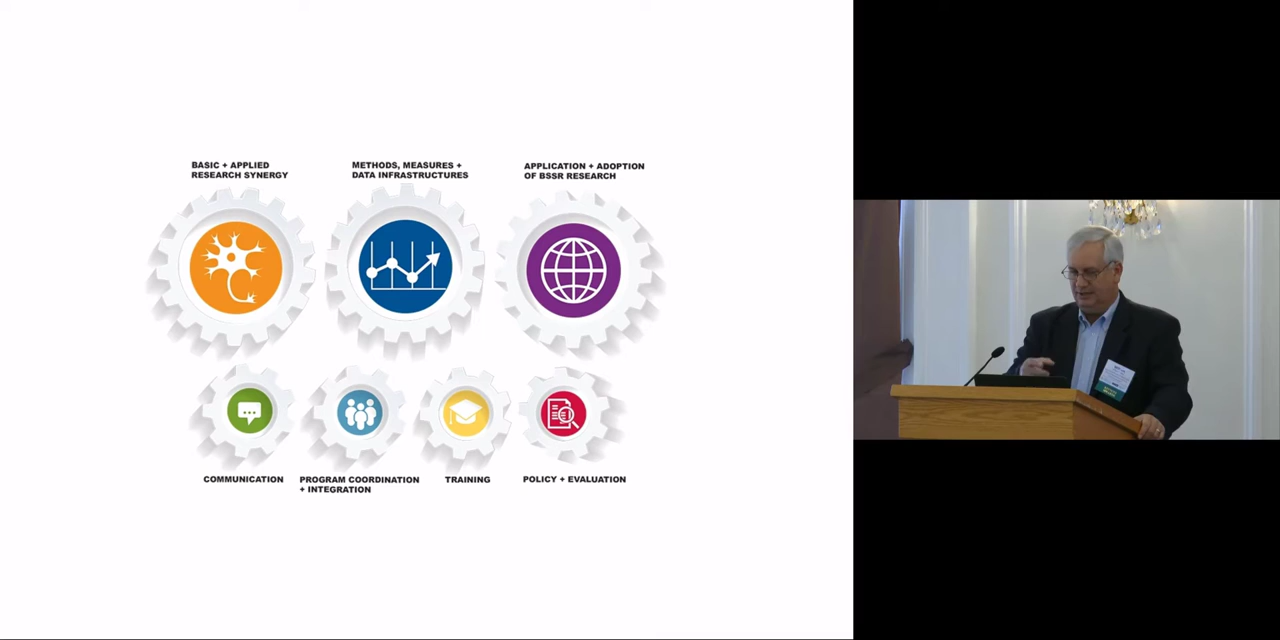 BASIC + APPLIED
RESEARCH SYNERGY
METHODS, MEASURES +
DATA INFRASTRUCTURES
APPLICATION + ADOPTION
OF BSSR RESEARCH
COMMUNICATION
PROGRAM COORDINATION
+ INTEGRATION
TRAINING
POLICY + EVALUATION